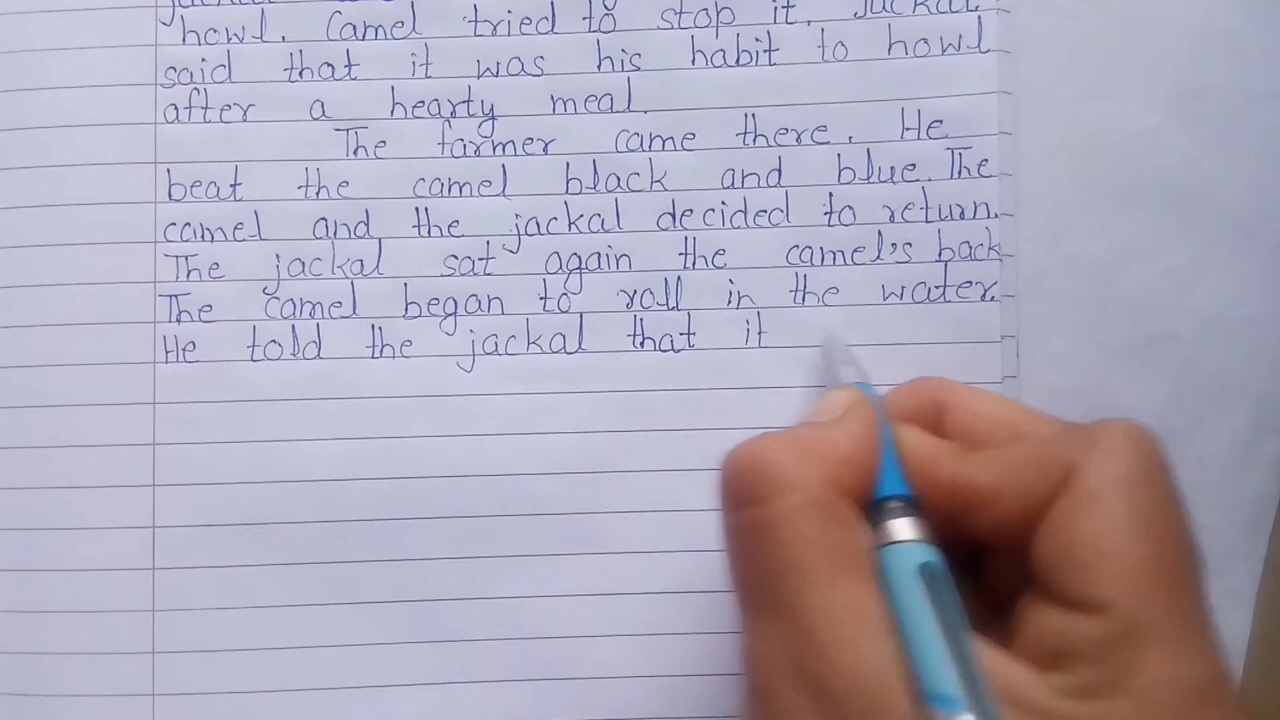 howl. Camel tried to stop it. Jackal
said that it was his habit to howl
after a hearty meal.
The farmer came there. He
beat the camel black and blue. The
camel and the jackal decided to return.
The jackal sat again the camel's back
The camel began to roll in the water.
He told the jackal that it